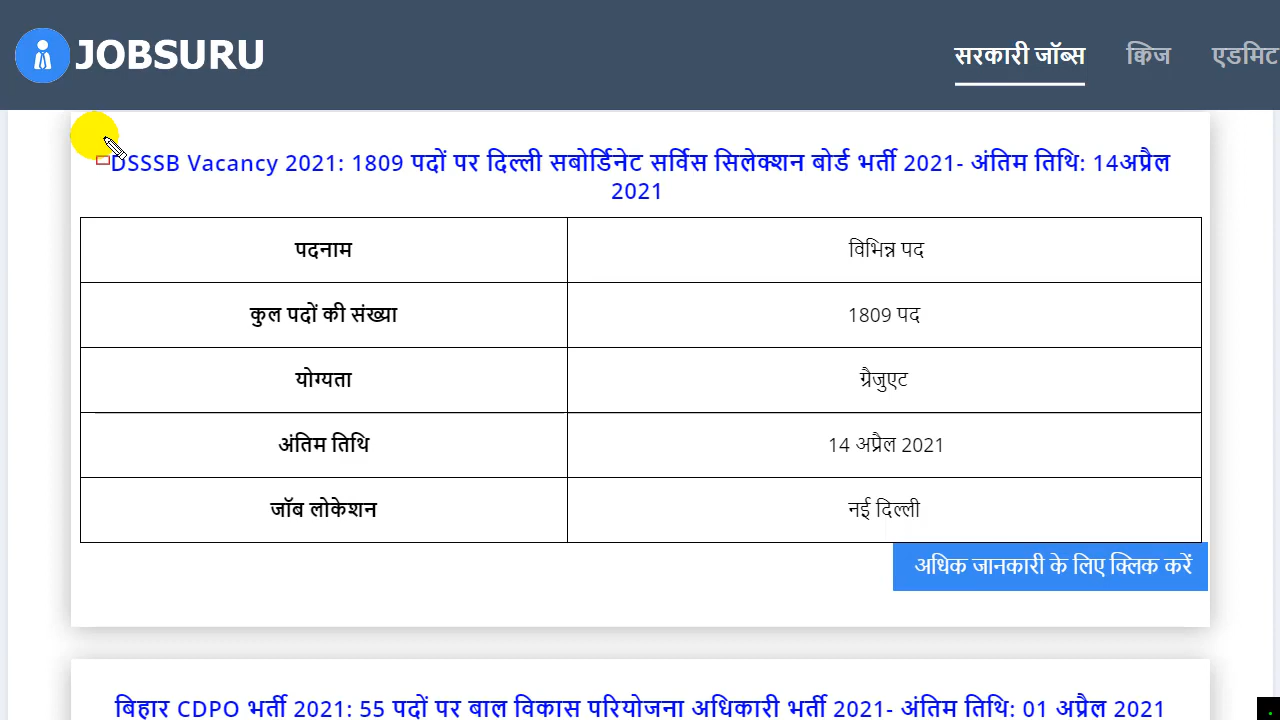 JOBSURU
सरकारी जॉब्स क्विज एडमिट
DSSSB Vacancy 2021: 1809 पदों पर दिल्ली सबोर्डिनेट सर्विस सिलेक्शन बोर्ड भर्ती 2021- अंतिम तिथि: 14अप्रैल
2021
पदनाम विभिन्न पद
कुल पदों की संख्या 1809 पद
योग्यता ग्रैजुएट
अंतिम तिथि 14 अप्रैल 2021
जॉब लोकेशन नई दिल्ली
अधिक जानकारी के लिए क्लिक करें
बिहार CDPO भर्ती 2021: 55 पदों पर बाल विकास परियोजना अधिकारी भर्ती 2021- अंतिम तिथि: 01 अप्रैल 2021